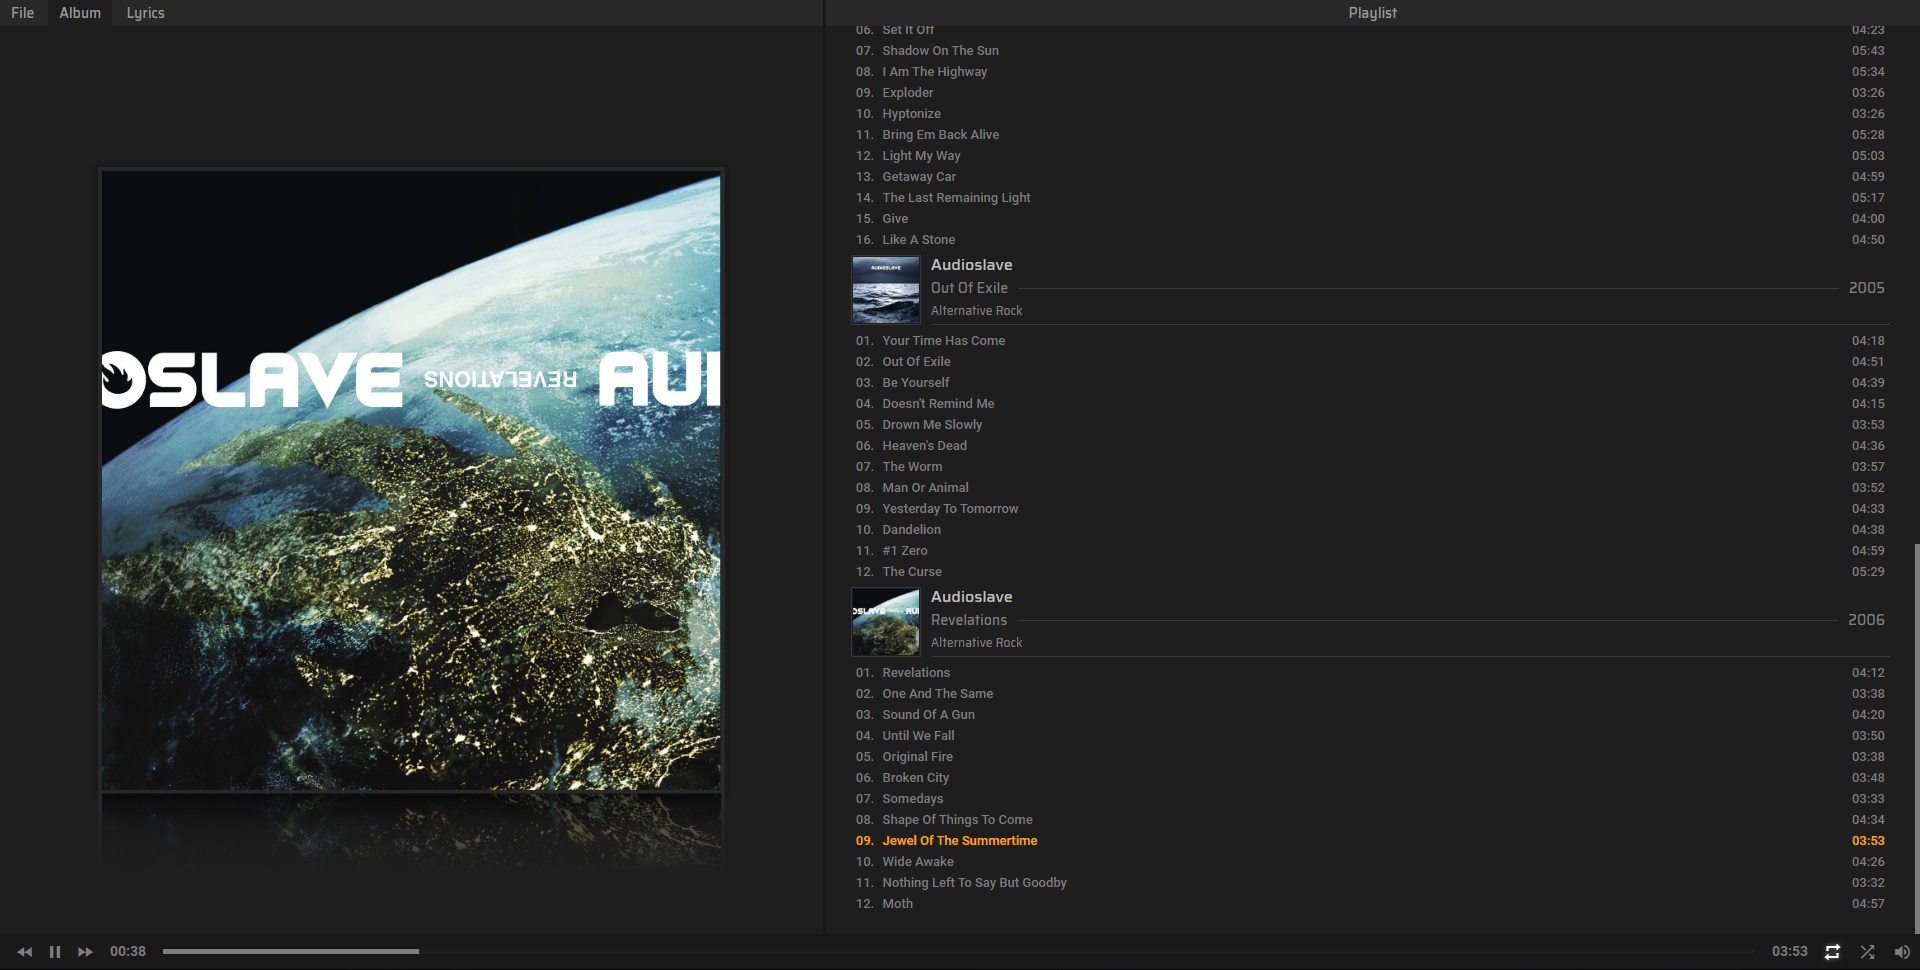 File Album Lyrics
Playlist
OSLAVE REVELATIONS AUI
06. Set It Off 04:23
07. Shadow On The Sun 05:43
08. I Am The Highway 05:34
09. Exploder 03:26
10. Hyptonize 03:26
11. Bring Em Back Alive 05:28
12. Light My Way 05:03
13. Getaway Car 04:59
14. The Last Remaining Light 05:17
15. Give 04:00
16. Like A Stone 04:50
AUDIOSLAVE
Audioslave
Out Of Exile 2005
Alternative Rock
01. Your Time Has Come 04:18
02. Out Of Exile 04:51
03. Be Yourself 04:39
04. Doesn't Remind Me 04:15
05. Drown Me Slowly 03:53
06. Heaven's Dead 04:36
07. The Worm 03:57
08. Man Or Animal 03:52
09. Yesterday To Tomorrow 04:33
10. Dandelion 04:38
11. #1 Zero 04:59
12. The Curse 05:29
OSLAVE AUI
Audioslave
Revelations 2006
Alternative Rock
01. Revelations 04:12
02. One And The Same 03:38
03. Sound Of A Gun 04:20
04. Until We Fall 03:50
05. Original Fire 03:38
06. Broken City 03:48
07. Somedays 03:33
08. Shape Of Things To Come 04:34
09. Jewel Of The Summertime 03:53
10. Wide Awake 04:26
11. Nothing Left To Say But Goodby 03:32
12. Moth 04:57
00:38 03:53